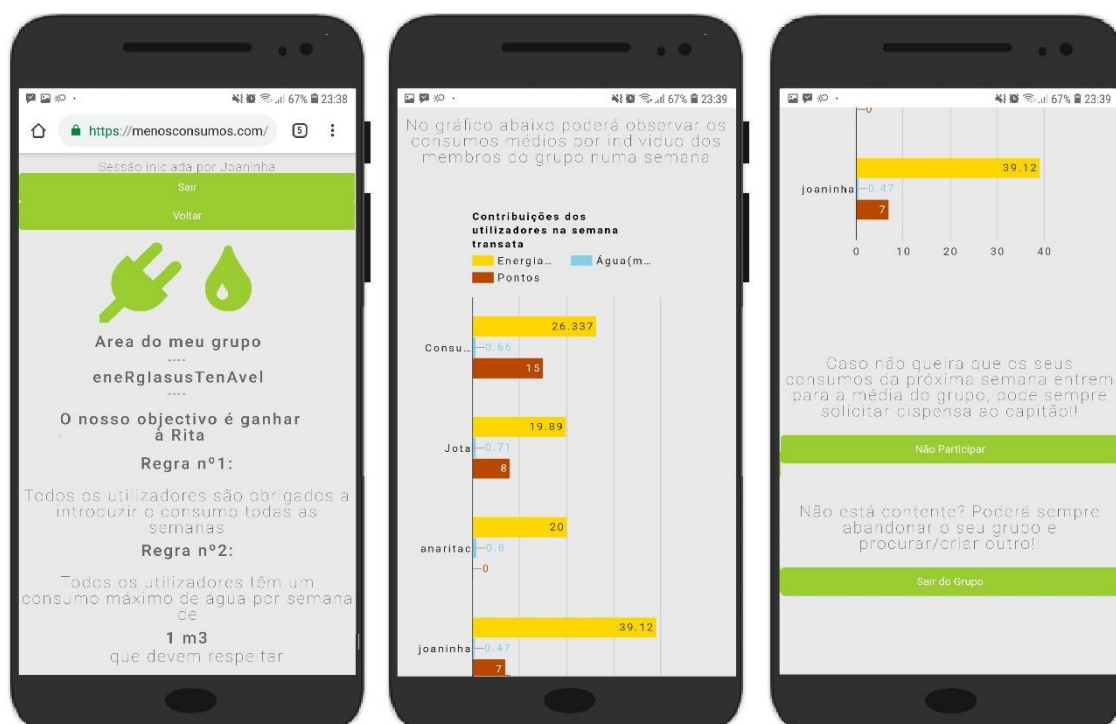 67% 23:38
https://menosconsumos.com/ 5
Sessão iniciada por Joaninha
Sair
Voltar
Area do meu grupo
----
eneRgIasusTenAvel
----
O nosso objectivo é ganhar
à Rita
Regra nº1:
Todos os utilizadores são obrigados a
introduzir o consumo todas as
semanas
Regra nº2:
Todos os utilizadores têm um
consumo máximo de água por semana
de
1 m3
que devem respeitar
67% 23:39
No gráfico abaixo poderá observar os
consumos médios por individuo dos
membros do grupo numa semana
Contribuições dos
utilizadores na semana
transata
Energia… Água(m…
Pontos
26.337
Consu… 0.66
15
19.89
Jota 0.71
8
20
anaritac 0.8
0
39.12
joaninha 0.47
7
67% 23:39
0
39.12
joaninha 0.47
7
0 10 20 30 40
Caso não queira que os seus
consumos da próxima semana entrem
para a média do grupo, pode sempre
solicitar dispensa ao capitão!!
Não Participar
Não está contente? Poderá sempre
abandonar o seu grupo e
procurar/criar outro!!
Sair do Grupo